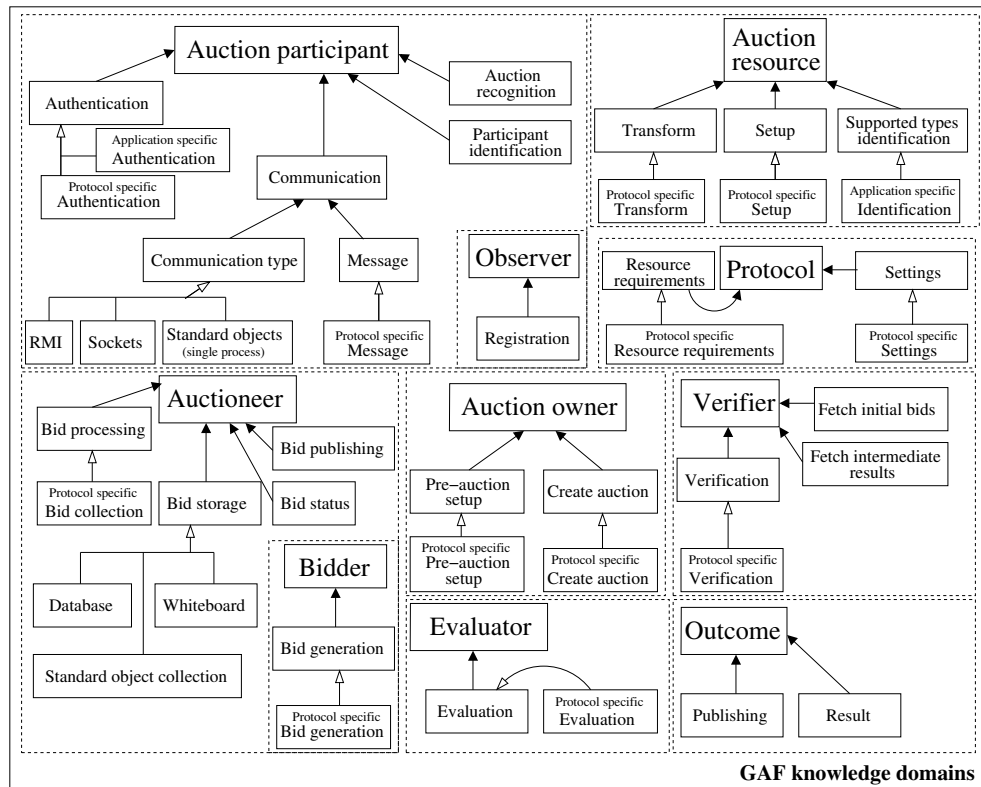 Auction participant
Authentication
Application specific
Authentication
Protocol specific
Authentication
Auction
recognition
Participant
identification
Communication
Communication type
Message
RMI
Sockets
Standard objects
(single process)
Protocol specific
Message
Observer
Registration
Auction
resource
Transform
Setup
Supported types
identification
Protocol specific
Transform
Protocol specific
Setup
Application specific
Identification
Resource
requirements
Protocol
Settings
Protocol specific
Resource requirements
Protocol specific
Settings
Auctioneer
Bid processing
Bid publishing
Protocol specific
Bid collection
Bid storage
Bid status
Database
Whiteboard
Standard object collection
Bidder
Bid generation
Protocol specific
Bid generation
Auction owner
Pre−auction
setup
Create auction
Protocol specific
Pre−auction
setup
Protocol specific
Create auction
Verifier
Fetch initial bids
Fetch intermediate
results
Verification
Protocol specific
Verification
Evaluator
Evaluation
Protocol specific
Evaluation
Outcome
Publishing
Result
GAF knowledge domains